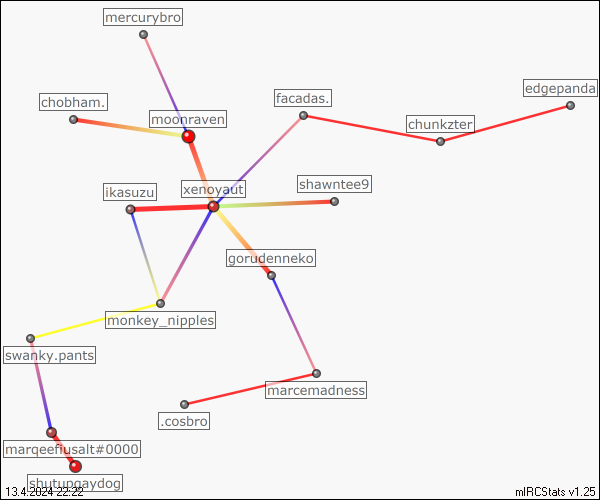 mercurybro
edgepanda
facadas.
chobham.
moonraven
chunkzter
shawntee9
xenoyaut
ikasuzu
gorudenneko
monkey_nipples
swanky.pants
marcemadness
.cosbro
marqeefiusalt#0000
shutupgaydog
13.4.2024 22:22
mIRCStats v1.25